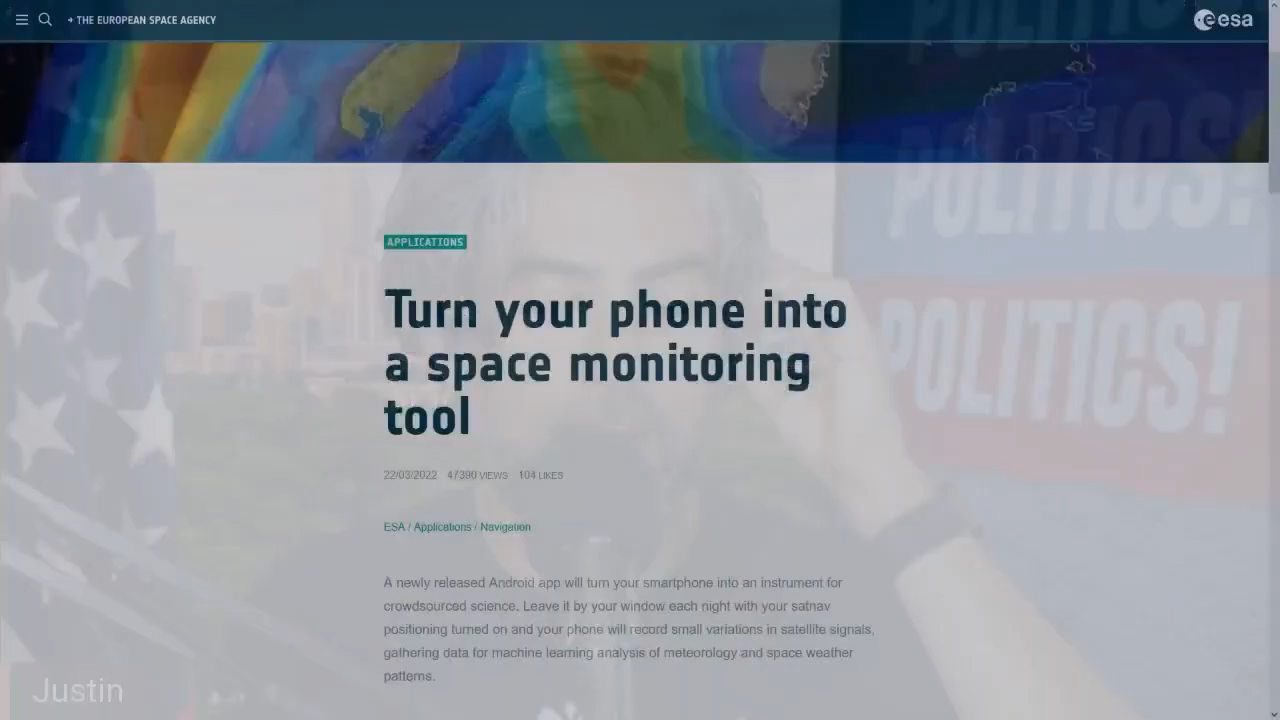 → THE EUROPEAN SPACE AGENCY
esa
POLITICS!
POLITICS!
POLITICS!
APPLICATIONS
Turn your phone into
a space monitoring
tool
22/03/2022 47390 VIEWS 104 LIKES
ESA / Applications / Navigation
A newly released Android app will turn your smartphone into an instrument for
crowdsourced science. Leave it by your window each night with your satnav
positioning turned on and your phone will record small variations in satellite signals,
gathering data for machine learning analysis of meteorology and space weather
patterns.
Justin